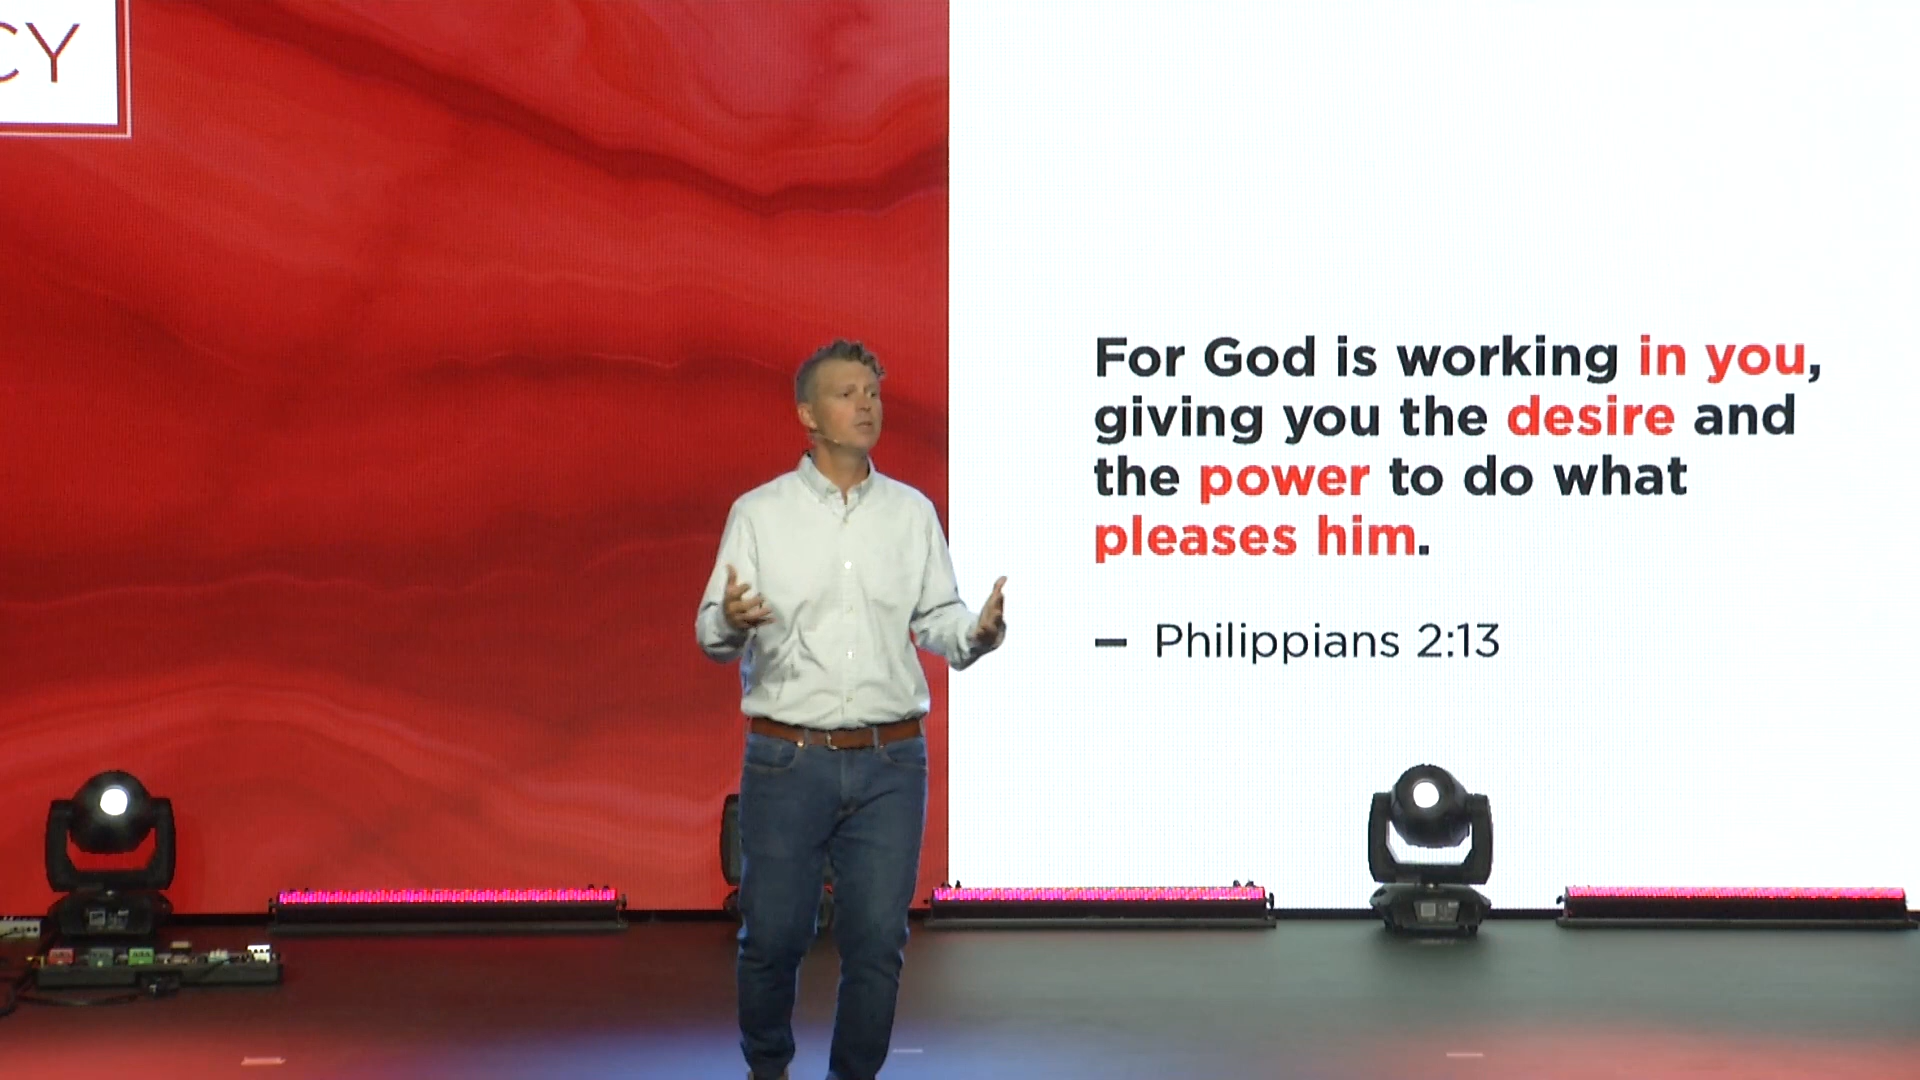 CY
For God is working in you,
giving you the desire and
the power to do what
pleases him.
– Philippians 2:13